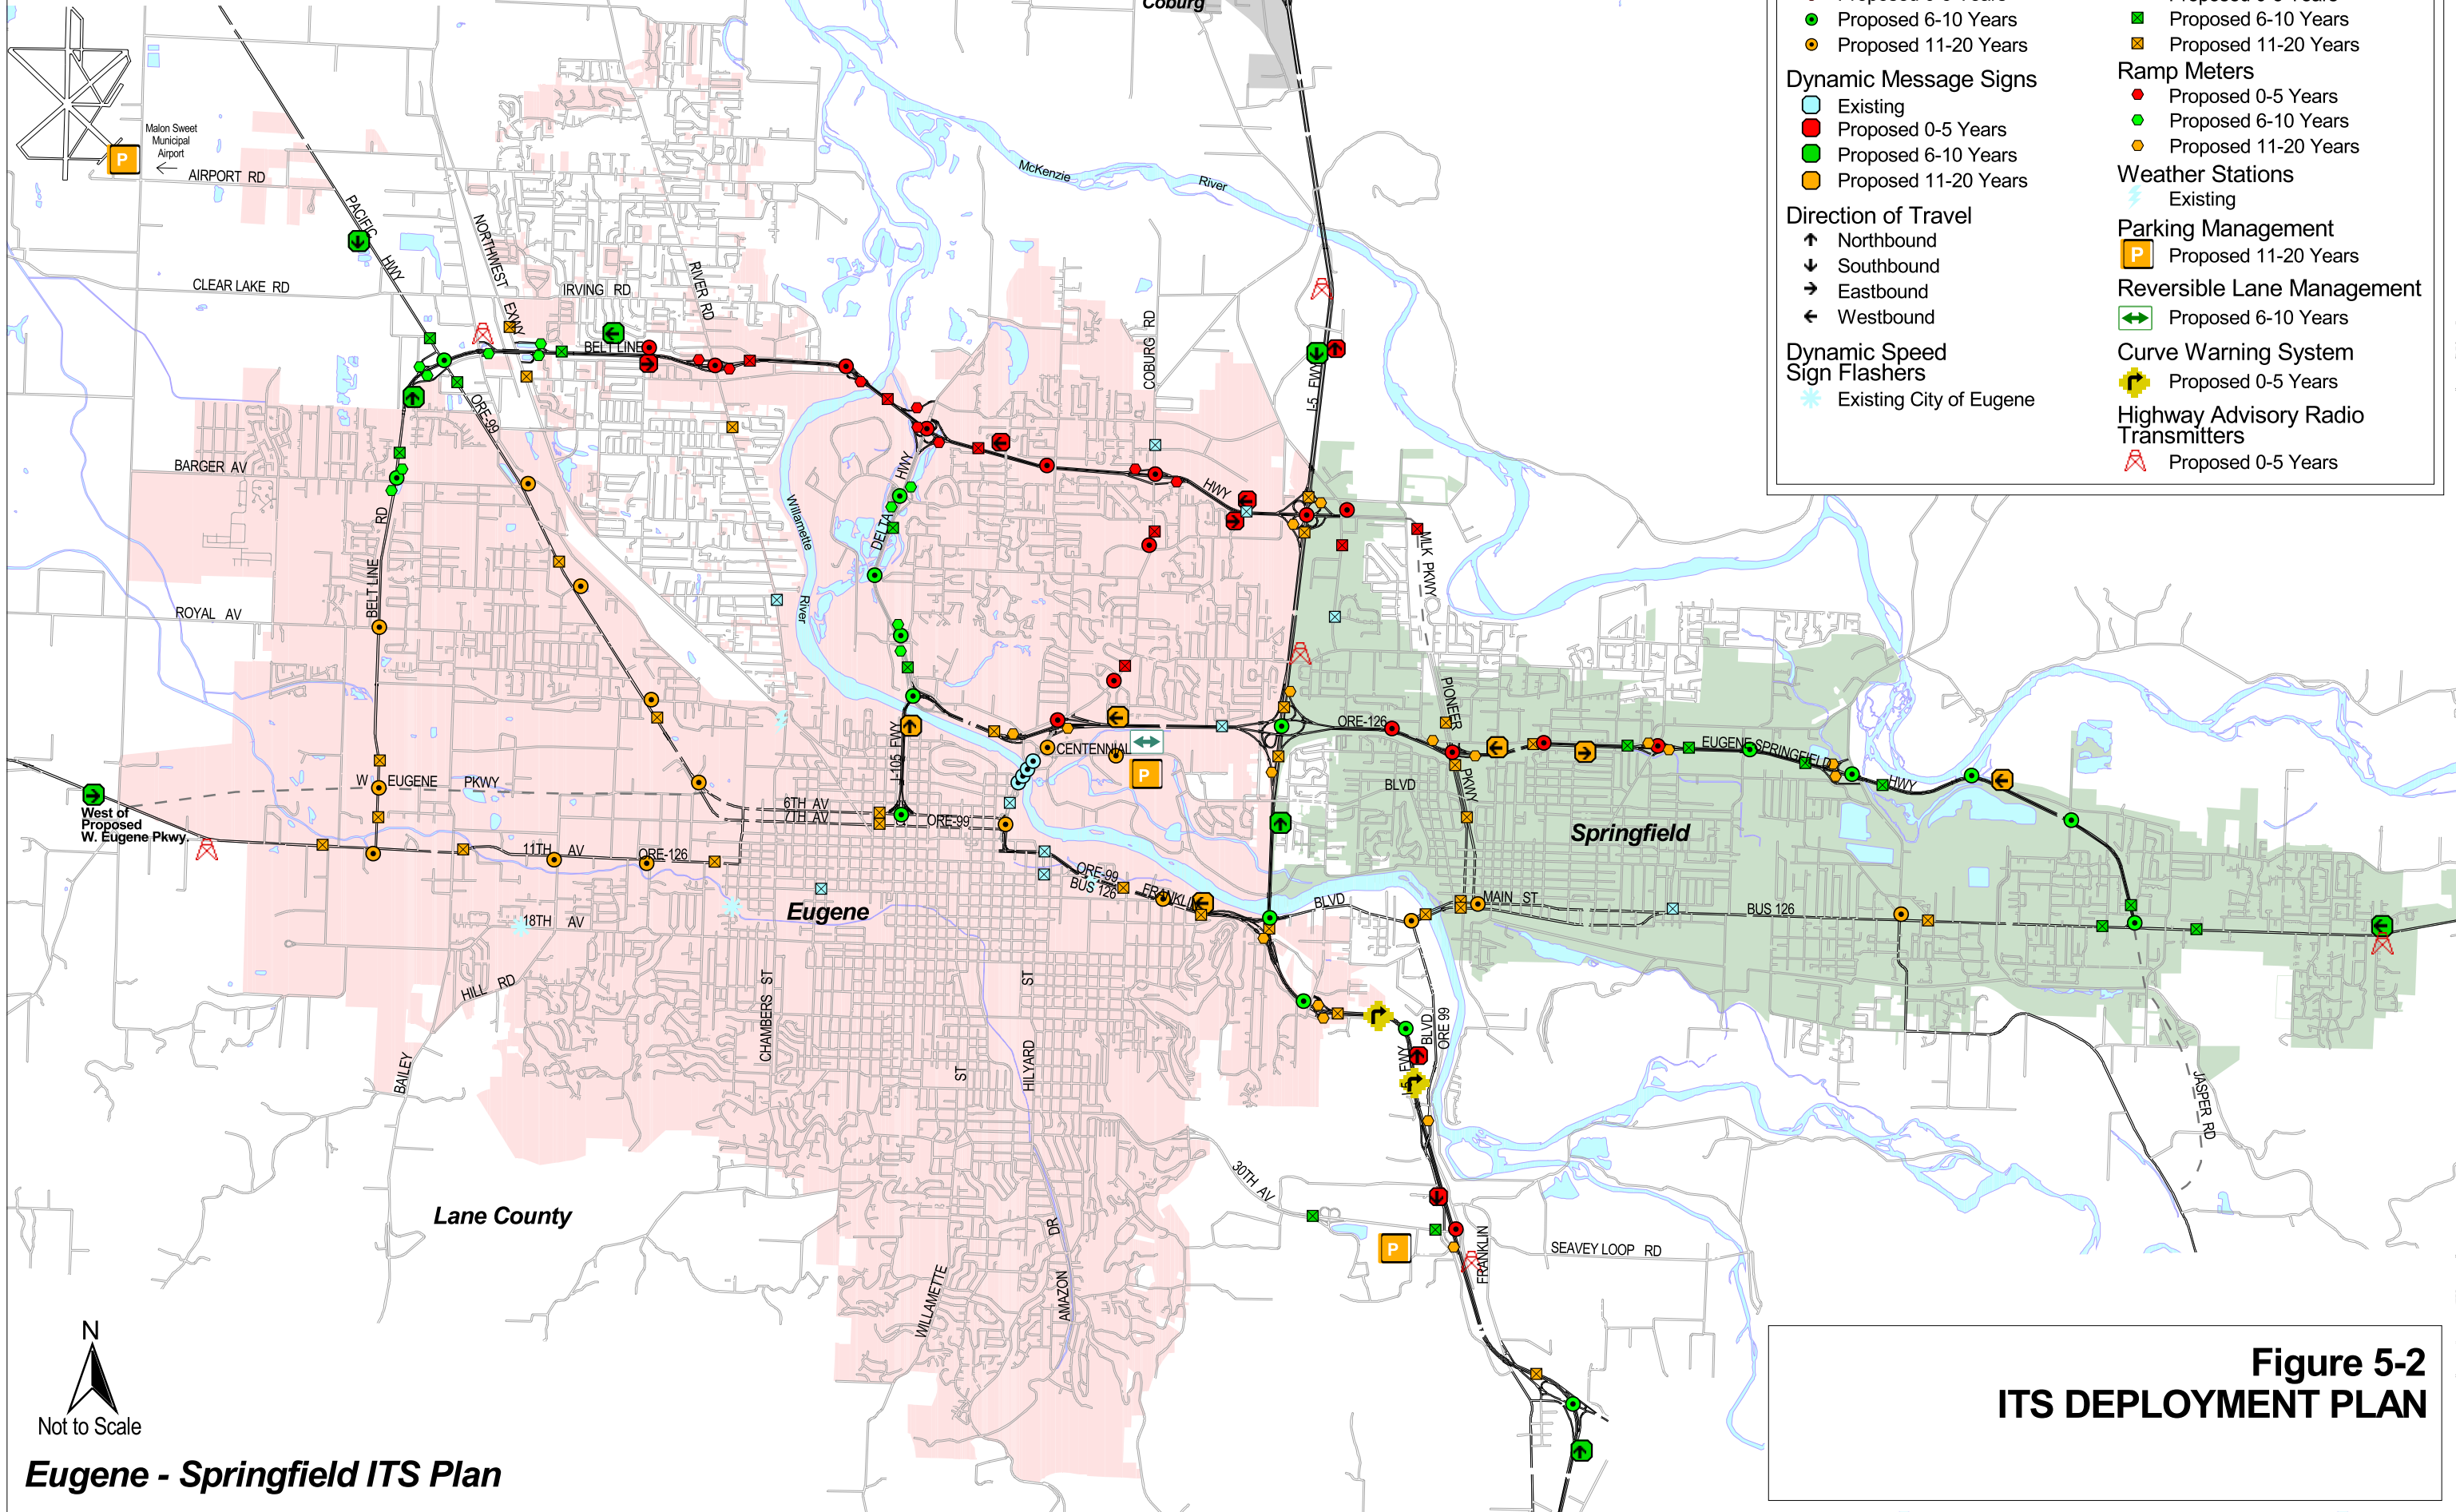 Coburg
Proposed 6-10 Years
Proposed 11-20 Years
Dynamic Message Signs
Existing
Proposed 0-5 Years
Proposed 6-10 Years
Proposed 11-20 Years
Direction of Travel
Northbound
Southbound
Eastbound
Westbound
Dynamic Speed
Sign Flashers
Existing City of Eugene
Proposed 6-10 Years
Proposed 11-20 Years
Ramp Meters
Proposed 0-5 Years
Proposed 6-10 Years
Proposed 11-20 Years
Weather Stations
Existing
Parking Management
P
Proposed 11-20 Years
Reversible Lane Management
Proposed 6-10 Years
Curve Warning System
Proposed 0-5 Years
Highway Advisory Radio
Transmitters
Proposed 0-5 Years
Malon Sweet
Municipal
Airport
P
AIRPORT RD
PACIFIC
HWY
NORTHWEST EXWY
RIVER RD
McKenzie
River
CLEAR LAKE RD
IRVING RD
BELT LINE
COBURG RD
I-5 FWY
ORE-99
BARGER AV
HWY
DELTA
HWY
Willamette
River
RD
BELT LINE
MLK PKWY
ROYAL AV
PIONEER
PKWY
ORE-126
I-105 FWY
CENTENNIAL
BLVD
P
EUGENE-SPRINGFIELD
HWY
W EUGENE PKWY
West of
Proposed
W. Eugene Pkwy.
6TH AV
7TH AV
ORE-99
Springfield
11TH AV
ORE-126
ORE-99
BUS 126
FRANKLIN
BLVD
MAIN ST
BUS 126
Eugene
18TH AV
HILL RD
BAILEY
CHAMBERS ST
ST
HILYARD
ST
I-5 FWY
BLVD
ORE 99
JASPER RD
30TH AV
Lane County
DR
AMAZON
WILLAMETTE
P
FRANKLIN
SEAVEY LOOP RD
N
Not to Scale
Eugene - Springfield ITS Plan
Figure 5-2
ITS DEPLOYMENT PLAN